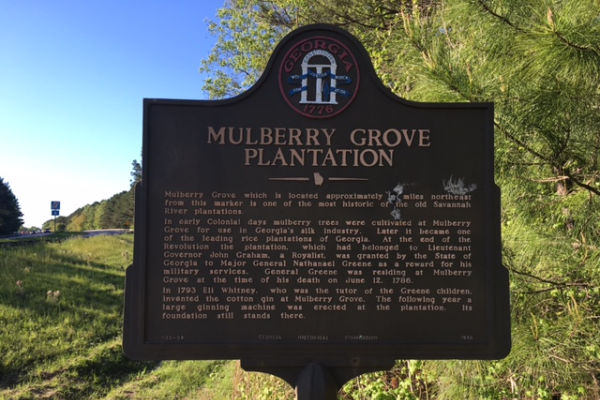 GEORGIA
1776
MULBERRY GROVE
PLANTATION
Mulberry Grove which is located approximately miles northeast
from this marker is one of the most historic of the old Savannah
River plantations.
In early Colonial days mulberry trees were cultivated at Mulberry
Grove for use in Georgia's silk industry. Later it became one
of the leading rice plantations of Georgia. At the end of the
Revolution the plantation, which had belonged to Lieutenant
Governor John Graham, a Royalist, was granted by the State of
Georgia to Major General Nathanael Greene as a reward for his
military services. General Greene was residing at Mulberry
Grove at the time of his death on June 12, 1786.
In 1793 Eli Whitney, who was the tutor of the Greene children,
invented the cotton gin at Mulberry Grove. The following year a
large ginning machine was erected at the plantation. Its
foundation still stands there.
GEORGIA HISTORICAL COMMISSION